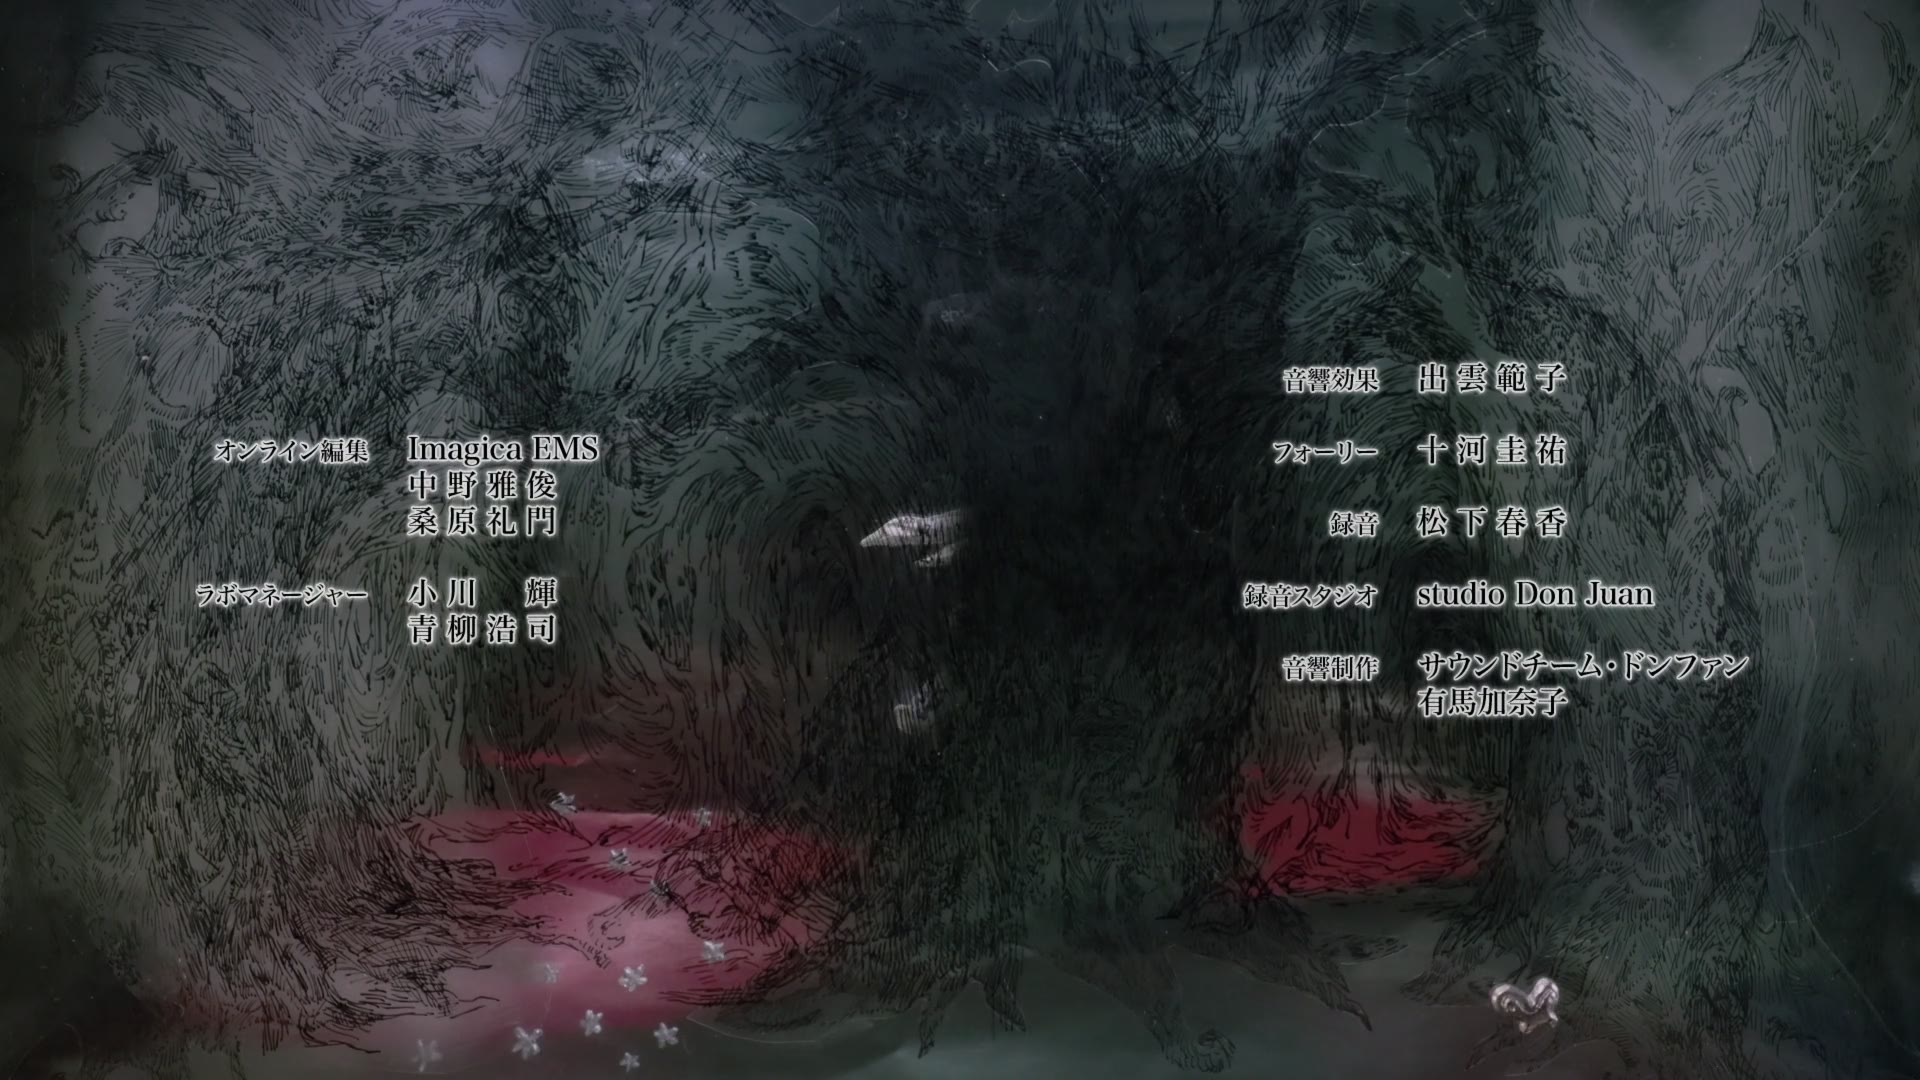 オンライン編集 Imagica EMS
中野雅俊
桑原礼門
ラボマネージャー 小川　輝
青柳浩司
音響効果 出雲範子
フォーリー 十河圭祐
録音 松下春香
録音スタジオ studio Don Juan
音響制作 サウンドチーム・ドンファン
有馬加奈子